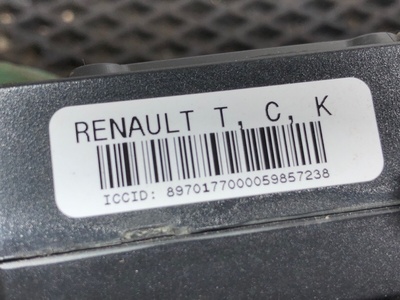 RENAULT T, C, K
ICCID: 8970177000059857238